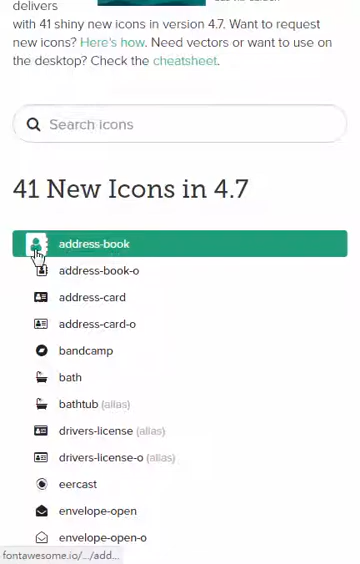 delivers
with 41 shiny new icons in version 4.7. Want to request
new icons? Here's how. Need vectors or want to use on
the desktop? Check the cheatsheet.
Search icons
41 New Icons in 4.7
address-book
address-book-o
address-card
address-card-o
bandcamp
bath
bathtub (alias)
drivers-license (alias)
drivers-license-o (alias)
eercast
envelope-open
envelope-open-o
fontawesome.io/.../add...